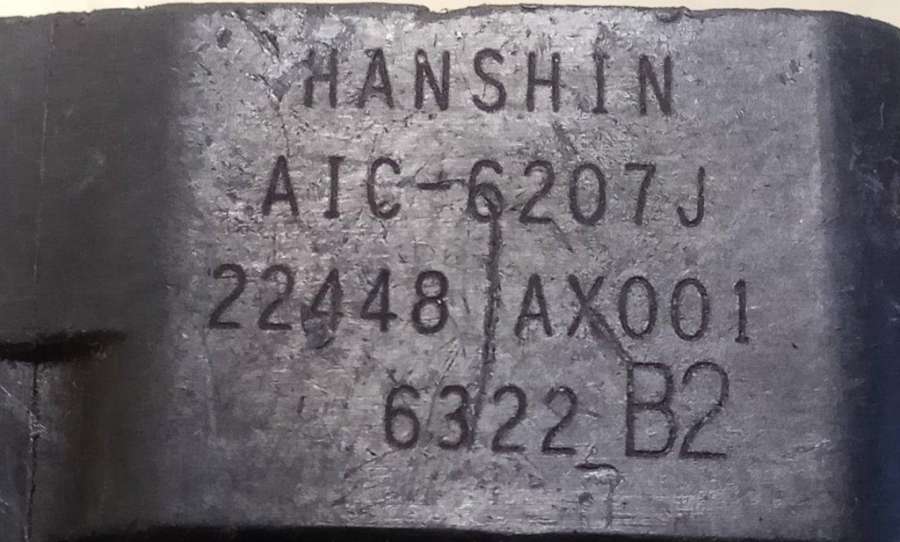 HANSHIN
AIC-6207J
22448 AX001
6322 B2